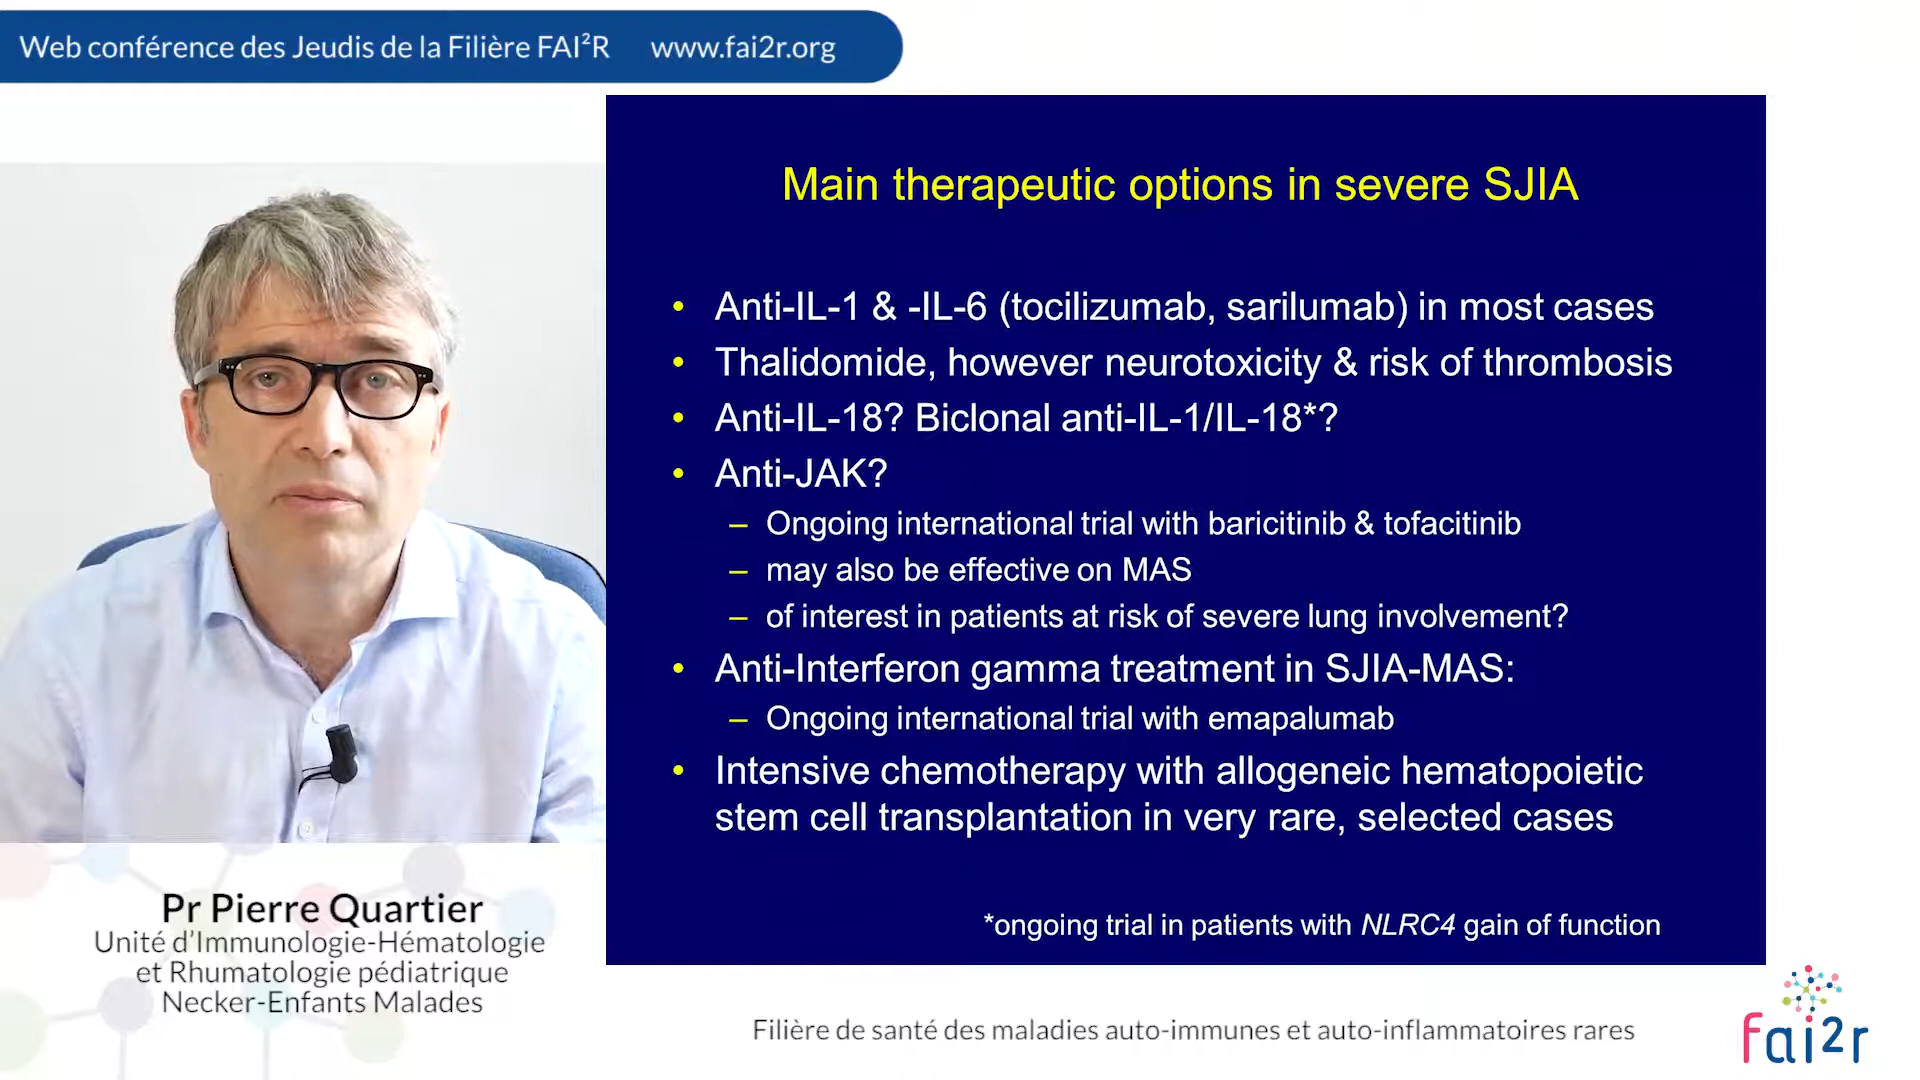 Web conférence des Jeudis de la Filière FAI²R www.fai2r.org
Main therapeutic options in severe SJIA
• Anti-IL-1 & -IL-6 (tocilizumab, sarilumab) in most cases
• Thalidomide, however neurotoxicity & risk of thrombosis
• Anti-IL-18? Biclonal anti-IL-1/IL-18*?
• Anti-JAK?
– Ongoing international trial with baricitinib & tofacitinib
– may also be effective on MAS
– of interest in patients at risk of severe lung involvement?
• Anti-Interferon gamma treatment in SJIA-MAS:
– Ongoing international trial with emapalumab
• Intensive chemotherapy with allogeneic hematopoietic
stem cell transplantation in very rare, selected cases
*ongoing trial in patients with NLRC4 gain of function
Pr Pierre Quartier
Unité d’Immunologie-Hématologie
et Rhumatologie pédiatrique
Necker-Enfants Malades
Filière de santé des maladies auto-immunes et auto-inflammatoires rares
fai2r